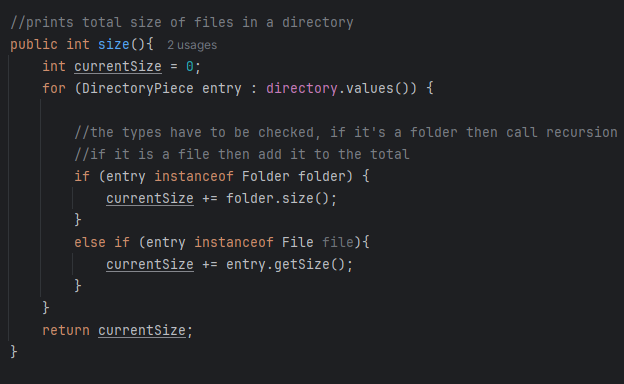 //prints total size of files in a directory
public int size(){ 2 usages
    int currentSize = 0;
    for (DirectoryPiece entry : directory.values()) {
        //the types have to be checked, if it's a folder then call recursion
        //if it is a file then add it to the total
        if (entry instanceof Folder folder) {
            currentSize += folder.size();
        }
        else if (entry instanceof File file){
            currentSize += entry.getSize();
        }
    }
    return currentSize;
}